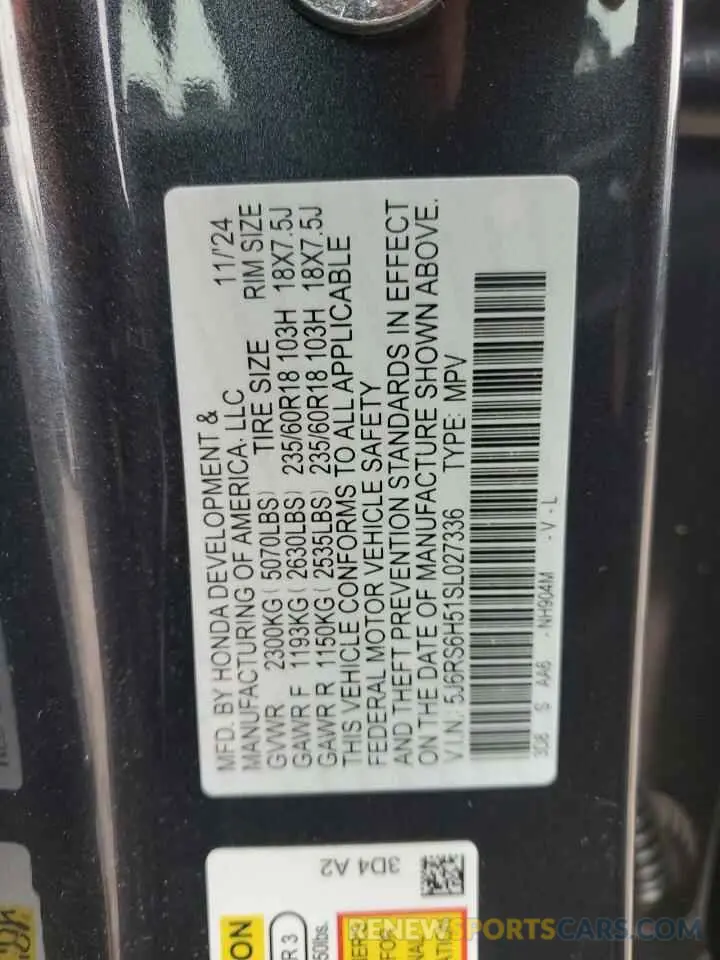 MFD. BY HONDA DEVELOPMENT &
MANUFACTURING OF AMERICA, LLC 11/'24
GVWR 2300KG ( 5070LBS) TIRE SIZE RIM SIZE
GAWR F 1193KG ( 2630LBS) 235/60R18 103H 18X7.5J
GAWR R 1150KG ( 2535LBS) 235/60R18 103H 18X7.5J
THIS VEHICLE CONFORMS TO ALL APPLICABLE
FEDERAL MOTOR VEHICLE SAFETY
AND THEFT PREVENTION STANDARDS IN EFFECT
ON THE DATE OF MANUFACTURE SHOWN ABOVE.
V.I.N.: 5J6RS6H51SL027336 TYPE: MPV
3D8 S AA6 - NH904M - V - L
3D4 A2
RENEWSPORTSCAR.COM